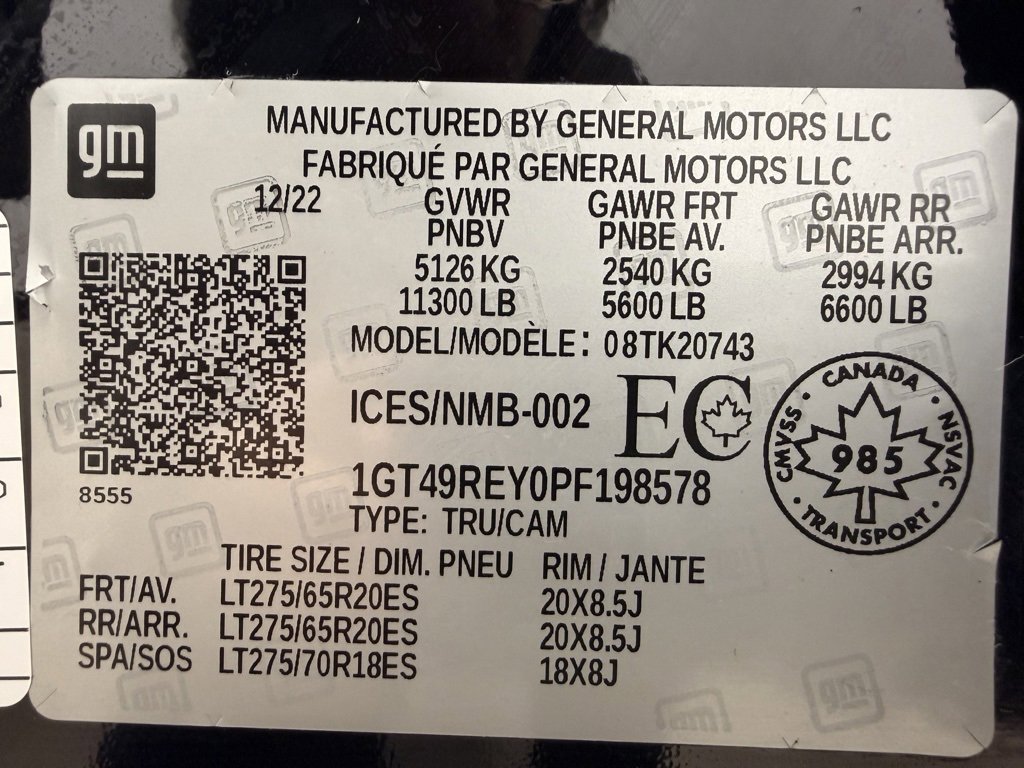 gm
MANUFACTURED BY GENERAL MOTORS LLC
FABRIQUÉ PAR GENERAL MOTORS LLC
12/22 GVWR GAWR FRT GAWR RR
PNBV PNBE AV. PNBE ARR.
5126 KG 2540 KG 2994 KG
11300 LB 5600 LB 6600 LB
MODEL/MODÈLE: 08TK20743
ICES/NMB-002 EC
CANADA
CMVSS 985 NSVAC
TRANSPORT
1GT49REY0PF198578
8555
TYPE: TRU/CAM
TIRE SIZE / DIM. PNEU RIM / JANTE
FRT/AV. LT275/65R20ES 20X8.5J
RR/ARR. LT275/65R20ES 20X8.5J
SPA/SOS LT275/70R18ES 18X8J